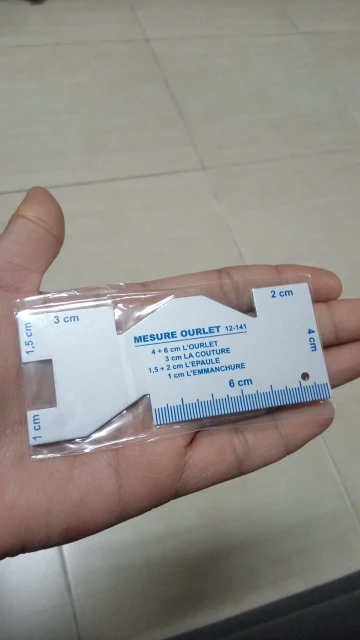 3 cm
1,5 cm
1 cm
MESURE OURLET 12-141
4 + 6 cm L'OURLET
3 cm LA COUTURE
1,5 + 2 cm L'EPAULE
1 cm L'EMMANCHURE
6 cm
2 cm
4 cm